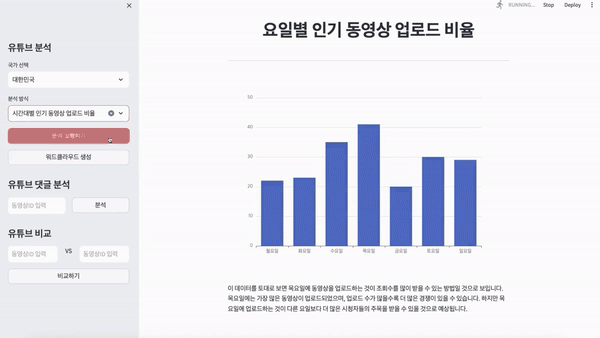 RUNNING...
Stop
Deploy
유튜브 분석
국가 선택
대한민국
분석 방식
시간대별 인기 동영상 업로드 비율
워드클라우드 생성
유튜브 댓글 분석
동영상ID 입력
분석
유튜브 비교
동영상ID 입력
VS
동영상ID 입력
비교하기
요일별 인기 동영상 업로드 비율
50
40
30
20
10
0
월요일
화요일
수요일
목요일
금요일
토요일
일요일
이 데이터를 토대로 보면 목요일에 동영상을 업로드하는 것이 조회수를 많이 받을 수 있는 방법일 것으로 보입니다.
목요일에는 가장 많은 동영상이 업로드되었으며, 업로드 수가 많을수록 더 많은 경쟁이 있을 수 있습니다. 하지만 목
요일에 업로드하는 것이 다른 요일보다 더 많은 시청자들의 주목을 받을 수 있을 것으로 예상됩니다.